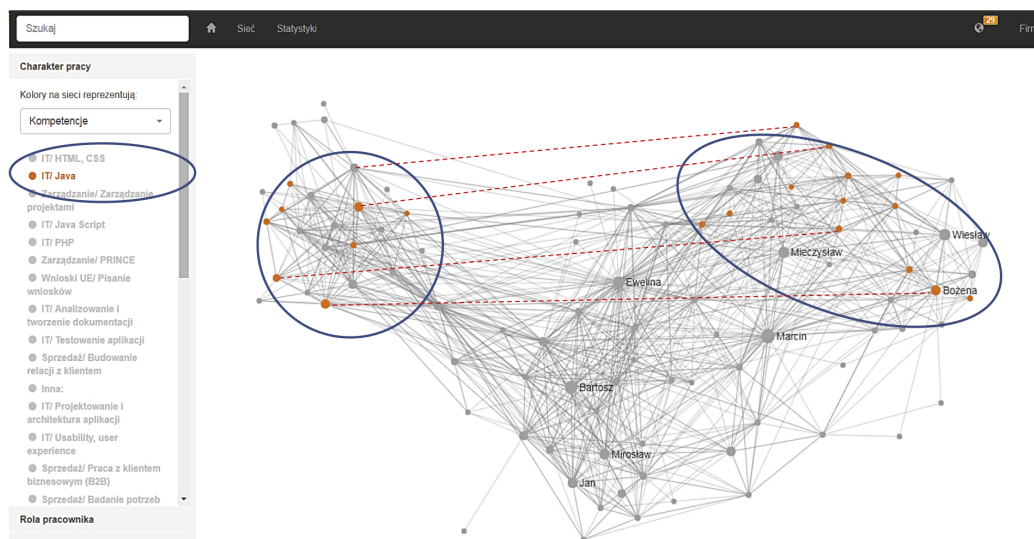 Szukaj
Sieć
Statystyki
29
Charakter pracy
Kolory na sieci reprezentują:
Kompetencje
IT/ HTML, CSS
IT/ Java
Zarządzanie/ Zarządzanie
projektami
IT/ Java Script
IT/ PHP
Zarządzanie/ PRINCE
Wnioski UE/ Pisanie
wniosków
IT/ Analizowanie i
tworzenie dokumentacji
IT/ Testowanie aplikacji
Sprzedaż/ Budowanie
relacji z klientem
Inna:
IT/ Projektowanie i
architektura aplikacji
IT/ Usability, user
experience
Sprzedaż/ Praca z klientem
biznesowym (B2B)
Sprzedaż/ Badanie potrzeb
Rola pracownika
Wiesław
Mieczysław
Ewelina
Bożena
Marcin
Bartosz
Mirosław
Jan